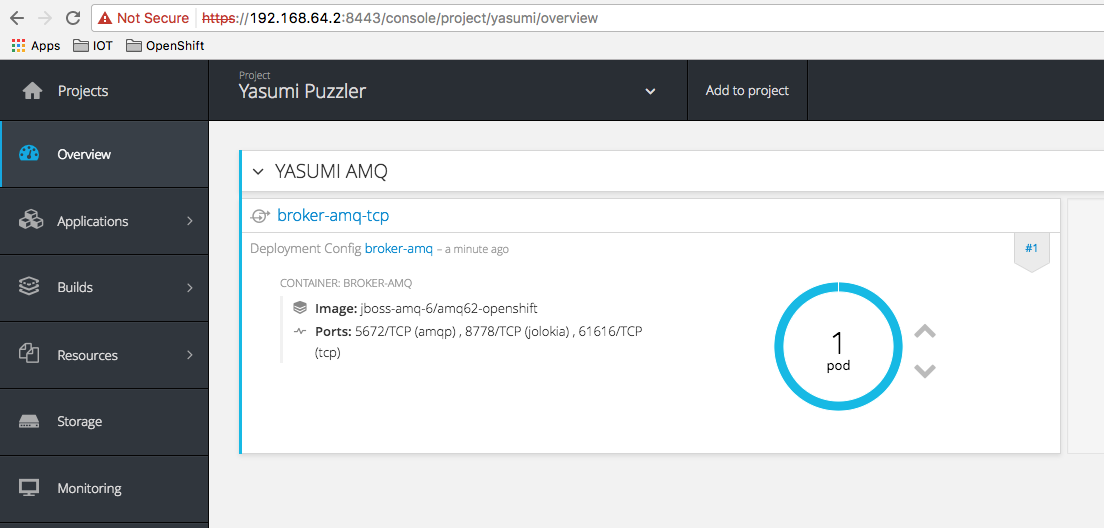 Not Secure https://192.168.64.2:8443/console/project/yasumi/overview
Apps IOT OpenShift
Projects
Project
Yasumi Puzzler
Add to project
Overview
Applications
Builds
Resources
Storage
Monitoring
YASUMI AMQ
broker-amq-tcp
Deployment Config broker-amq – a minute ago
#1
CONTAINER: BROKER-AMQ
Image: jboss-amq-6/amq62-openshift
Ports: 5672/TCP (amqp) , 8778/TCP (jolokia) , 61616/TCP
(tcp)
1
pod